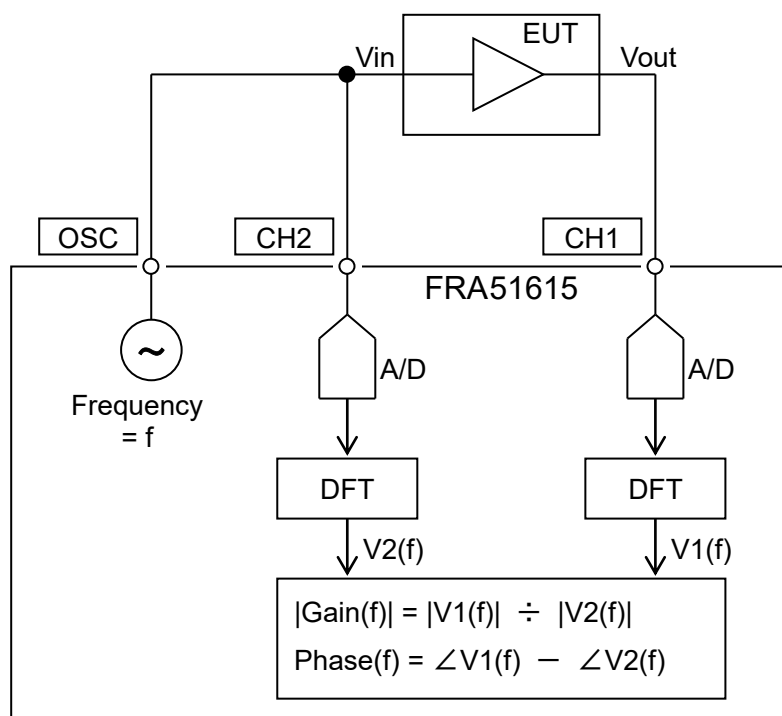 EUT
Vin
Vout
OSC
CH2
CH1
FRA51615
~
A/D
A/D
Frequency
= f
DFT
DFT
V2(f)
V1(f)
|Gain(f)| = |V1(f)| ÷ |V2(f)|
Phase(f) = ∠V1(f) − ∠V2(f)